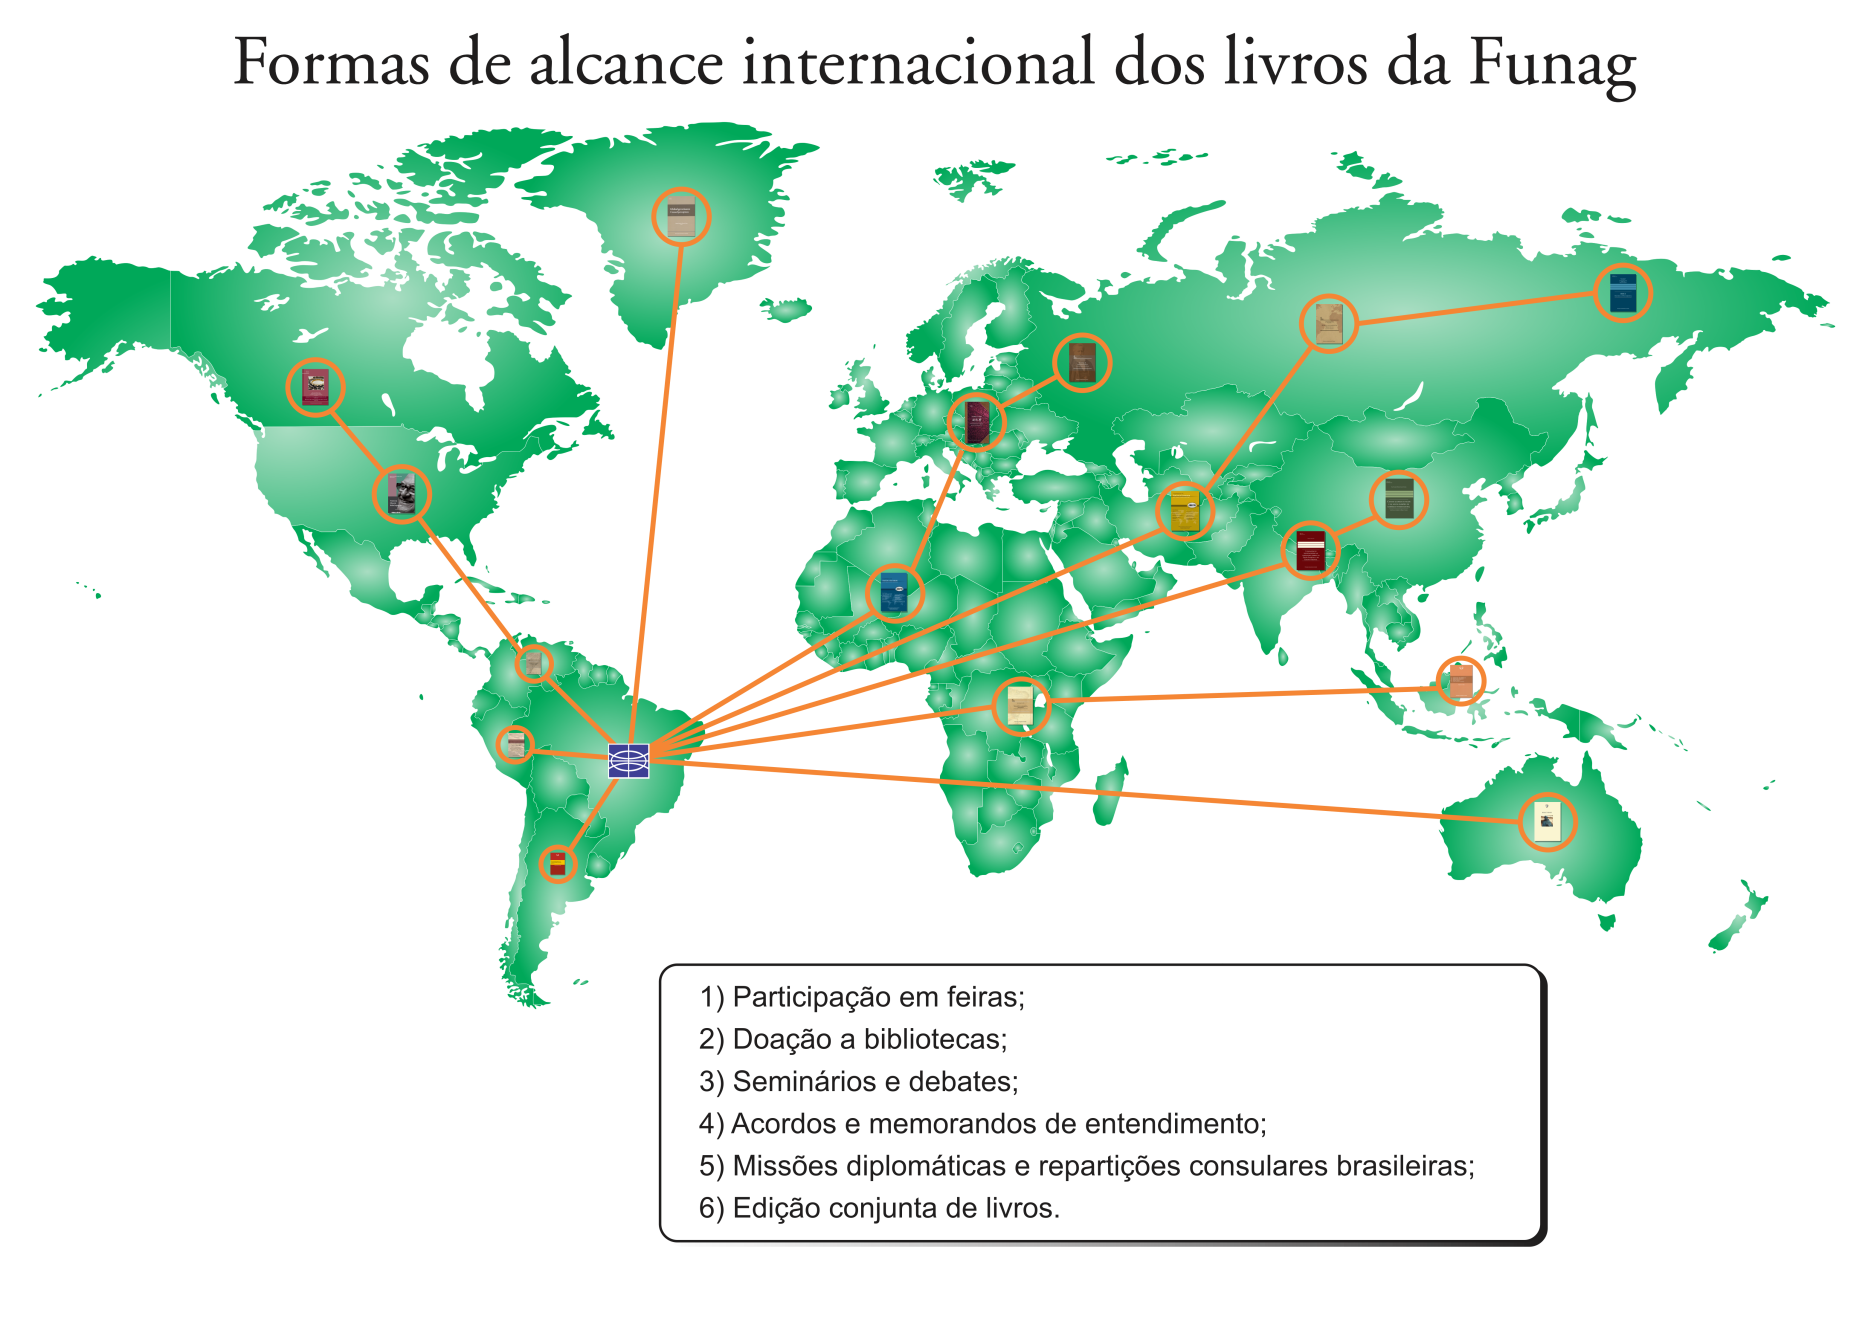 Formas de alcance internacional dos livros da Funag
1) Participação em feiras;
2) Doação a bibliotecas;
3) Seminários e debates;
4) Acordos e memorandos de entendimento;
5) Missões diplomáticas e repartições consulares brasileiras;
6) Edição conjunta de livros.